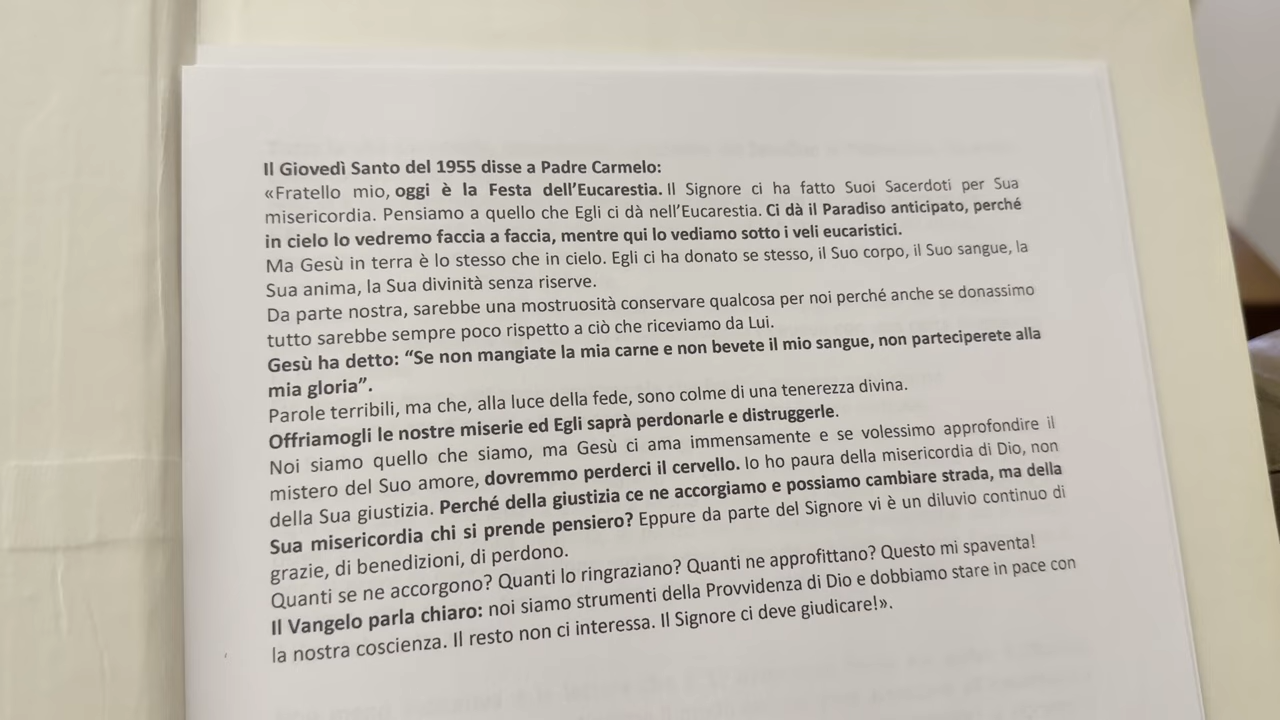 Il Giovedì Santo del 1955 disse a Padre Carmelo:
«Fratello mio, oggi è la Festa dell’Eucarestia. Il Signore ci ha fatto Suoi Sacerdoti per Sua
misericordia. Pensiamo a quello che Egli ci dà nell’Eucarestia. Ci dà il Paradiso anticipato, perché
in cielo lo vedremo faccia a faccia, mentre qui lo vediamo sotto i veli eucaristici.
Ma Gesù in terra è lo stesso che in cielo. Egli ci ha donato se stesso, il Suo corpo, il Suo sangue, la
Sua anima, la Sua divinità senza riserve.
Da parte nostra, sarebbe una mostruosità conservare qualcosa per noi perché anche se donassimo
tutto sarebbe sempre poco rispetto a ciò che riceviamo da Lui.
Gesù ha detto: “Se non mangiate la mia carne e non bevete il mio sangue, non parteciperete alla
mia gloria”.
Parole terribili, ma che, alla luce della fede, sono colme di una tenerezza divina.
Offriamogli le nostre miserie ed Egli saprà perdonarle e distruggerle.
Noi siamo quello che siamo, ma Gesù ci ama immensamente e se volessimo approfondire il
mistero del Suo amore, dovremmo perderci il cervello. Io ho paura della misericordia di Dio, non
della Sua giustizia. Perché della giustizia ce ne accorgiamo e possiamo cambiare strada, ma della
Sua misericordia chi si prende pensiero? Eppure da parte del Signore vi è un diluvio continuo di
grazie, di benedizioni, di perdono.
Quanti se ne accorgono? Quanti lo ringraziano? Quanti ne approfittano? Questo mi spaventa!
Il Vangelo parla chiaro: noi siamo strumenti della Provvidenza di Dio e dobbiamo stare in pace con
la nostra coscienza. Il resto non ci interessa. Il Signore ci deve giudicare!».